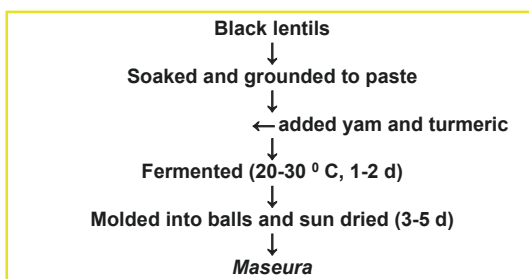 Black lentils
↓
Soaked and grounded to paste
↓
← added yam and turmeric
↓
Fermented (20-30 ⁰ C, 1-2 d)
↓
Molded into balls and sun dried (3-5 d)
↓
Maseura